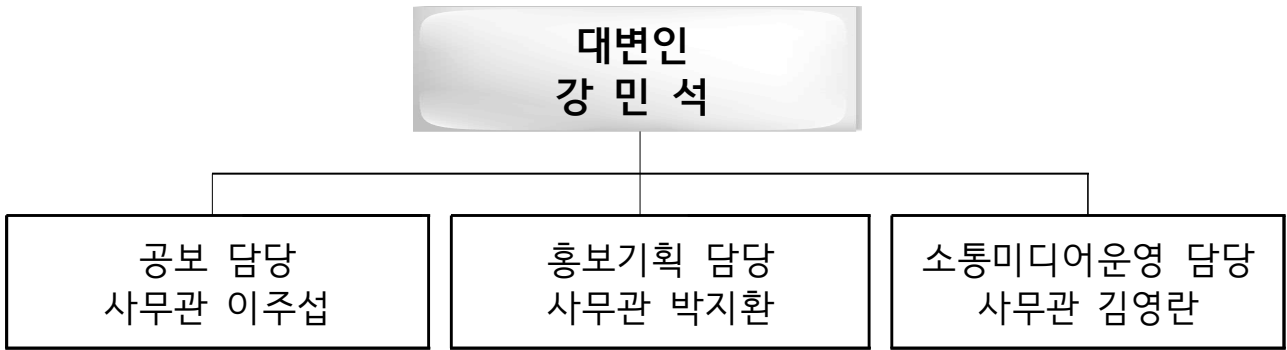 대변인
강 민 석
공보 담당
사무관 이주섭
홍보기획 담당
사무관 박지환
소통미디어운영 담당
사무관 김영란